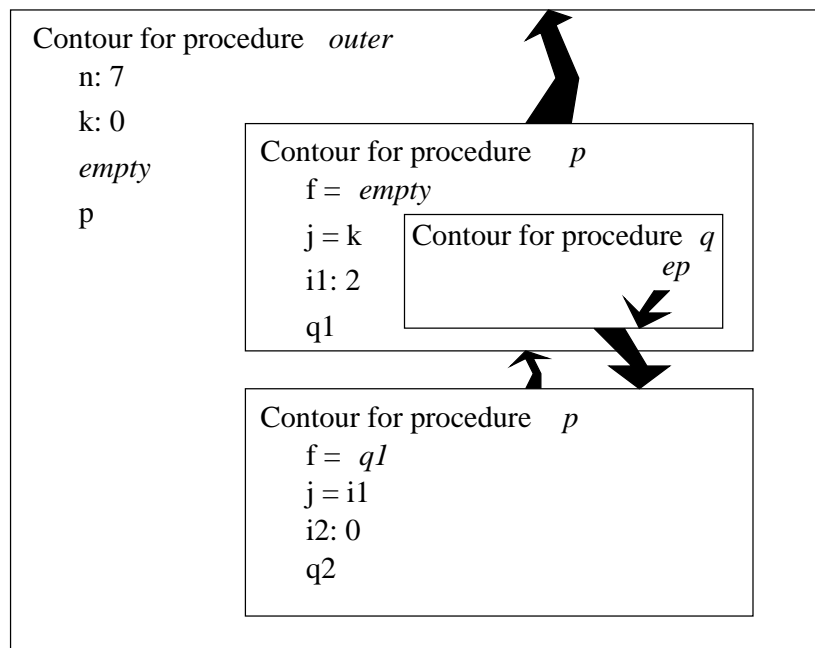 Contour for procedure outer
n: 7
k: 0
empty
p
Contour for procedure p
f = empty
j = k
i1: 2
q1
Contour for procedure q
ep
Contour for procedure p
f = q1
j = i1
i2: 0
q2